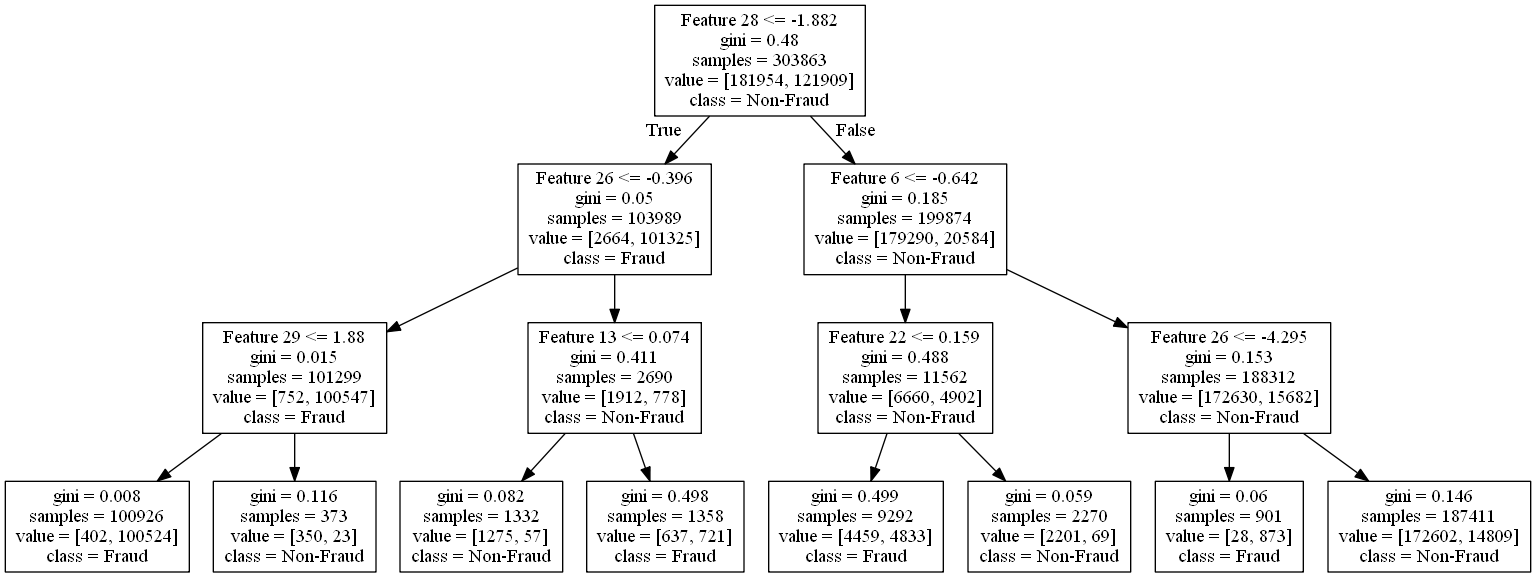 Feature 28 <= -1.882
gini = 0.48
samples = 303863
value = [181954, 121909]
class = Non-Fraud
True
False
Feature 26 <= -0.396
gini = 0.05
samples = 103989
value = [2664, 101325]
class = Fraud
Feature 6 <= -0.642
gini = 0.185
samples = 199874
value = [179290, 20584]
class = Non-Fraud
Feature 29 <= 1.88
gini = 0.015
samples = 101299
value = [752, 100547]
class = Fraud
Feature 13 <= 0.074
gini = 0.411
samples = 2690
value = [1912, 778]
class = Non-Fraud
Feature 22 <= 0.159
gini = 0.488
samples = 11562
value = [6660, 4902]
class = Non-Fraud
Feature 26 <= -4.295
gini = 0.153
samples = 188312
value = [172630, 15682]
class = Non-Fraud
gini = 0.008
samples = 100926
value = [402, 100524]
class = Fraud
gini = 0.116
samples = 373
value = [350, 23]
class = Non-Fraud
gini = 0.082
samples = 1332
value = [1275, 57]
class = Non-Fraud
gini = 0.498
samples = 1358
value = [637, 721]
class = Fraud
gini = 0.499
samples = 9292
value = [4459, 4833]
class = Fraud
gini = 0.059
samples = 2270
value = [2201, 69]
class = Non-Fraud
gini = 0.06
samples = 901
value = [28, 873]
class = Fraud
gini = 0.146
samples = 187411
value = [172602, 14809]
class = Non-Fraud